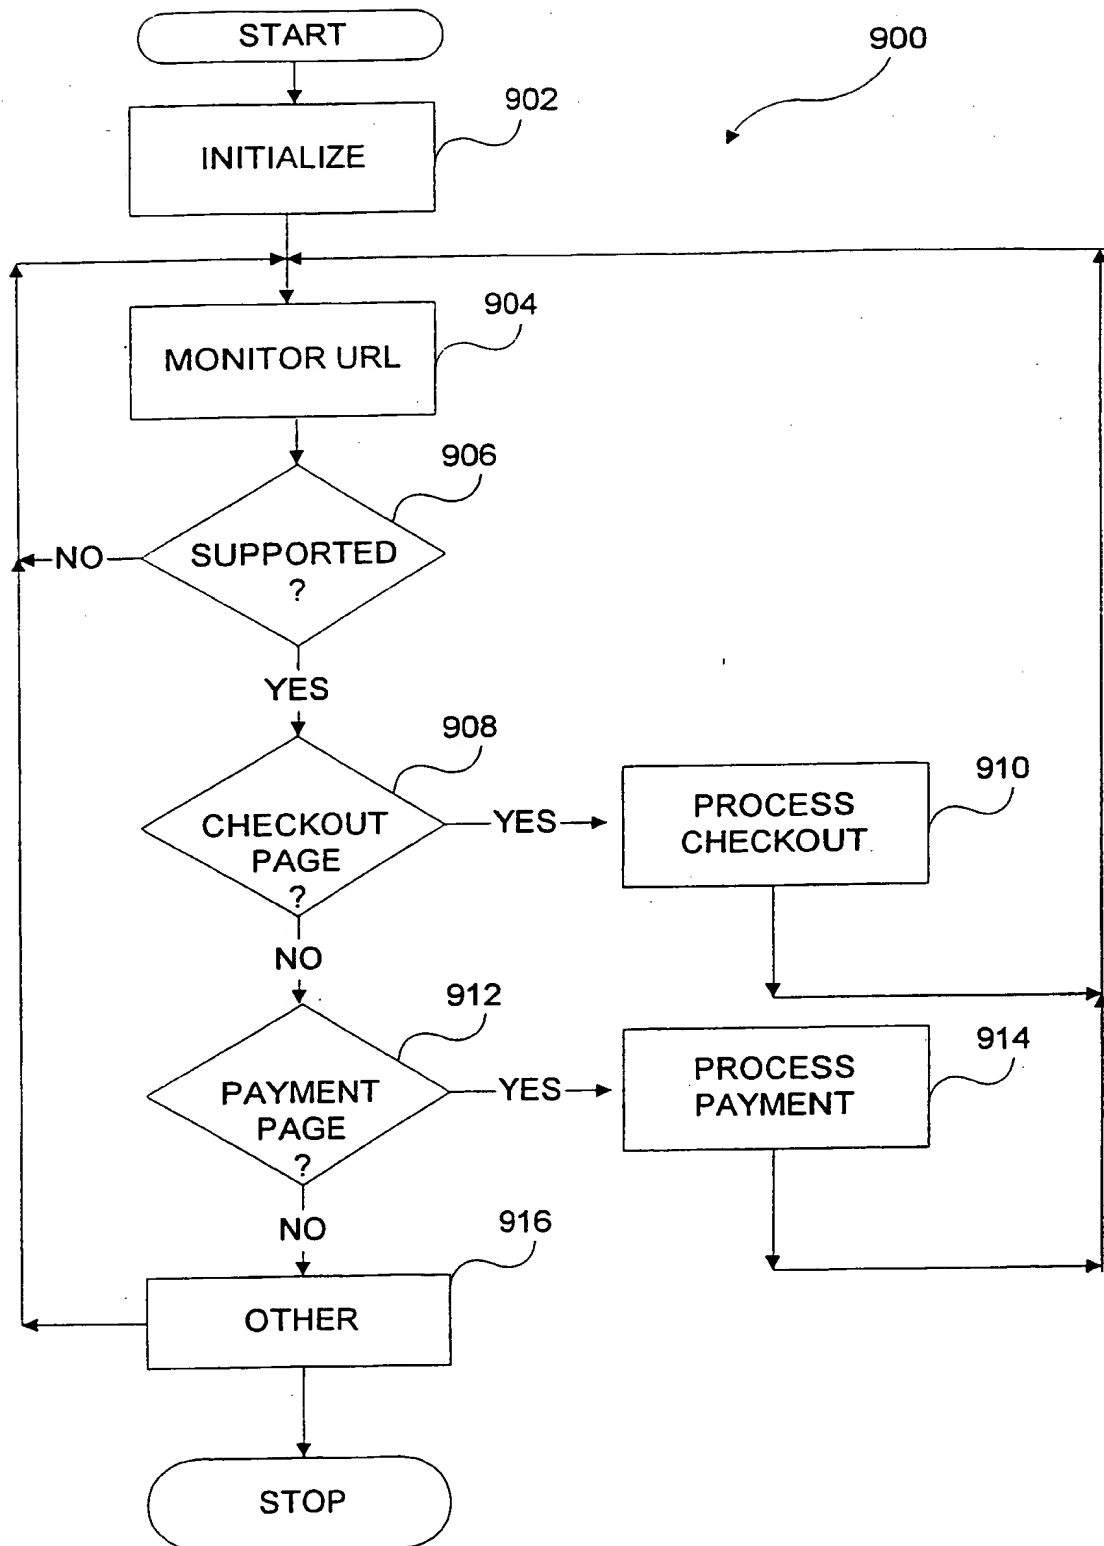 START
900
902
INITIALIZE
904
MONITOR URL
906
SUPPORTED
?
NO
YES
908
CHECKOUT
PAGE
?
YES
910
PROCESS
CHECKOUT
NO
912
PAYMENT
PAGE
?
YES
914
PROCESS
PAYMENT
NO
916
OTHER
STOP